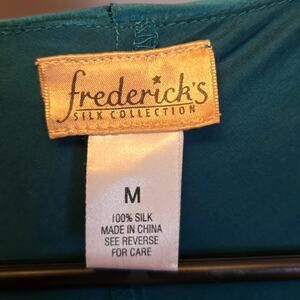 frederick's
SILK COLLECTION
M
100% SILK
MADE IN CHINA
SEE REVERSE
FOR CARE